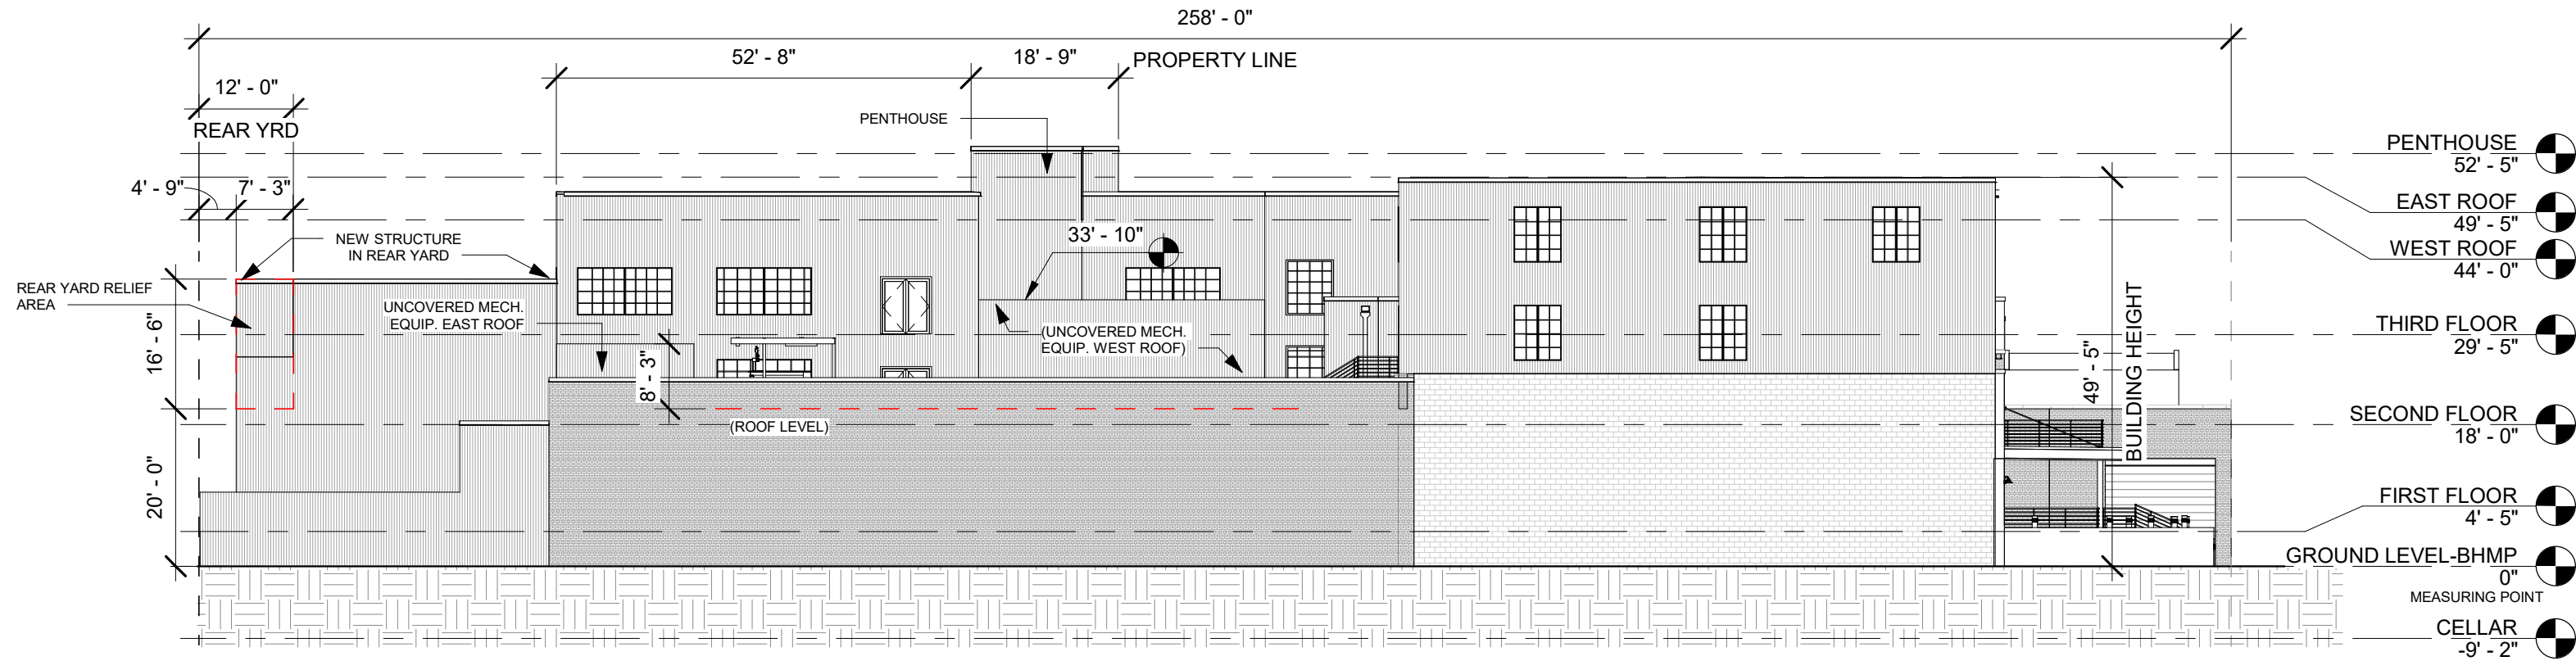 258' - 0"
52' - 8"
18' - 9"
PROPERTY LINE
12' - 0"
REAR YRD
PENTHOUSE
4' - 9"
7' - 3"
NEW STRUCTURE
IN REAR YARD
33' - 10"
REAR YARD RELIEF
AREA
UNCOVERED MECH.
EQUIP. EAST ROOF
(UNCOVERED MECH.
EQUIP. WEST ROOF)
16' - 6"
8' - 3"
(ROOF LEVEL)
20' - 0"
49' - 5"
BUILDING HEIGHT
PENTHOUSE
52' - 5"
EAST ROOF
49' - 5"
WEST ROOF
44' - 0"
THIRD FLOOR
29' - 5"
SECOND FLOOR
18' - 0"
FIRST FLOOR
4' - 5"
GROUND LEVEL-BHMP
0"
MEASURING POINT
CELLAR
-9' - 2"